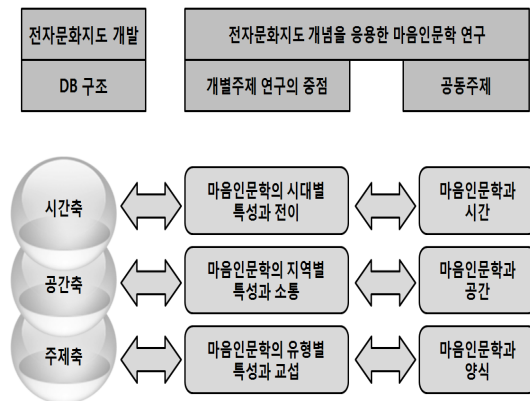 전자문화지도 개발
전자문화지도 개념을 응용한 마음인문학 연구
DB 구조
개별주제 연구의 중점
공동주제
시간축
마음인문학의 시대별
특성과 전이
마음인문학과
시간
공간축
마음인문학의 지역별
특성과 소통
마음인문학과
공간
주제축
마음인문학의 유형별
특성과 교섭
마음인문학과
양식